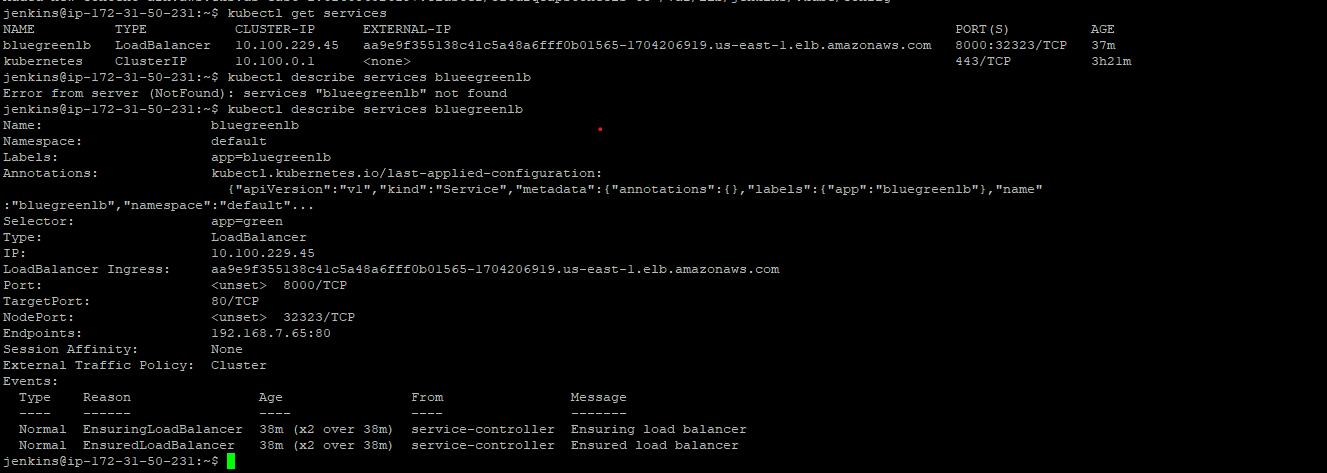 jenkins@ip-172-31-50-231:~$ kubectl get services
NAME          TYPE           CLUSTER-IP      EXTERNAL-IP                                                               PORT(S)          AGE
bluegreenlb   LoadBalancer   10.100.229.45   aa9e9f355138c41c5a48a6fff0b01565-1704206919.us-east-1.elb.amazonaws.com   8000:32323/TCP   37m
kubernetes    ClusterIP      10.100.0.1      <none>                                                                    443/TCP          3h21m
jenkins@ip-172-31-50-231:~$ kubectl describe services blueegreenlb
Error from server (NotFound): services "blueegreenlb" not found
jenkins@ip-172-31-50-231:~$ kubectl describe services bluegreenlb
Name:                     bluegreenlb
Namespace:                default
Labels:                   app=bluegreenlb
Annotations:              kubectl.kubernetes.io/last-applied-configuration:
{"apiVersion":"v1","kind":"Service","metadata":{"annotations":{},"labels":{"app":"bluegreenlb"},"name"
:"bluegreenlb","namespace":"default"...
Selector:                 app=green
Type:                     LoadBalancer
IP:                       10.100.229.45
LoadBalancer Ingress:     aa9e9f355138c41c5a48a6fff0b01565-1704206919.us-east-1.elb.amazonaws.com
Port:                     <unset>  8000/TCP
TargetPort:               80/TCP
NodePort:                 <unset>  32323/TCP
Endpoints:                192.168.7.65:80
Session Affinity:         None
External Traffic Policy:  Cluster
Events:
Type    Reason                Age                From                Message
----    ------                ----               ----                -------
Normal  EnsuringLoadBalancer  38m (x2 over 38m)  service-controller  Ensuring load balancer
Normal  EnsuredLoadBalancer   38m (x2 over 38m)  service-controller  Ensured load balancer
jenkins@ip-172-31-50-231:~$